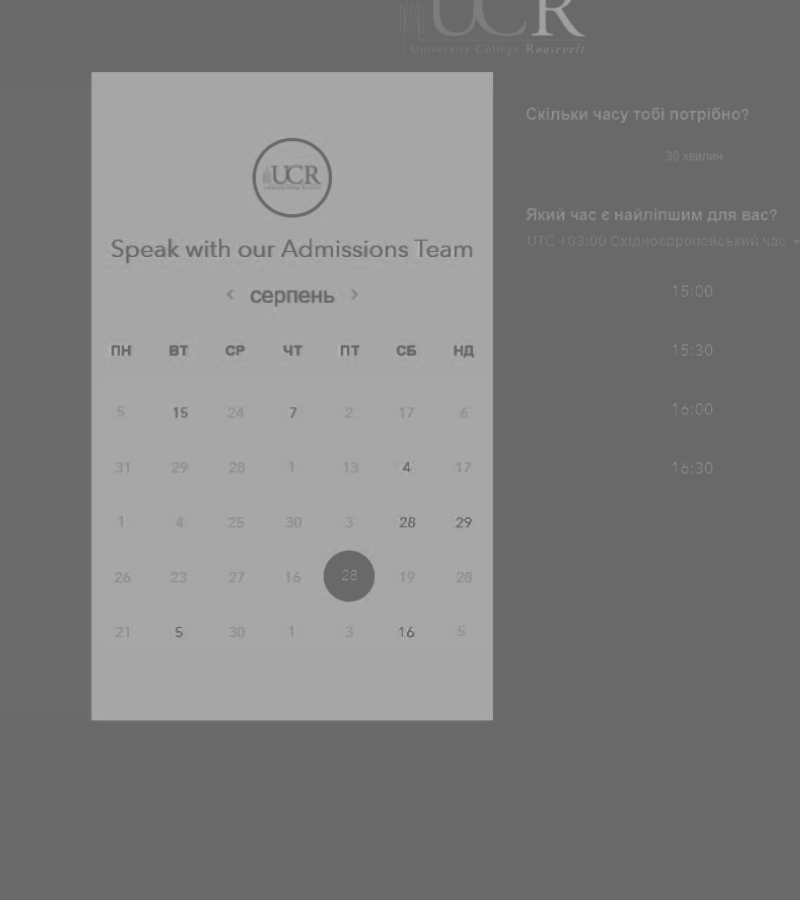 UCR
University College Roosevelt
UCR
Speak with our Admissions Team
серпень
ПН ВТ СР ЧТ ПТ СБ НД
5 15 24 7 2 17 6
31 29 28 1 13 4 17
1 4 25 30 3 28 29
26 23 27 16 28 19 28
21 5 30 1 3 16 5
Скільки часу тобі потрібно?
30 хвилин
Який час є найліпшим для вас?
UTC +03:00 Східноєвропейський час
15:00
15:30
16:00
16:30